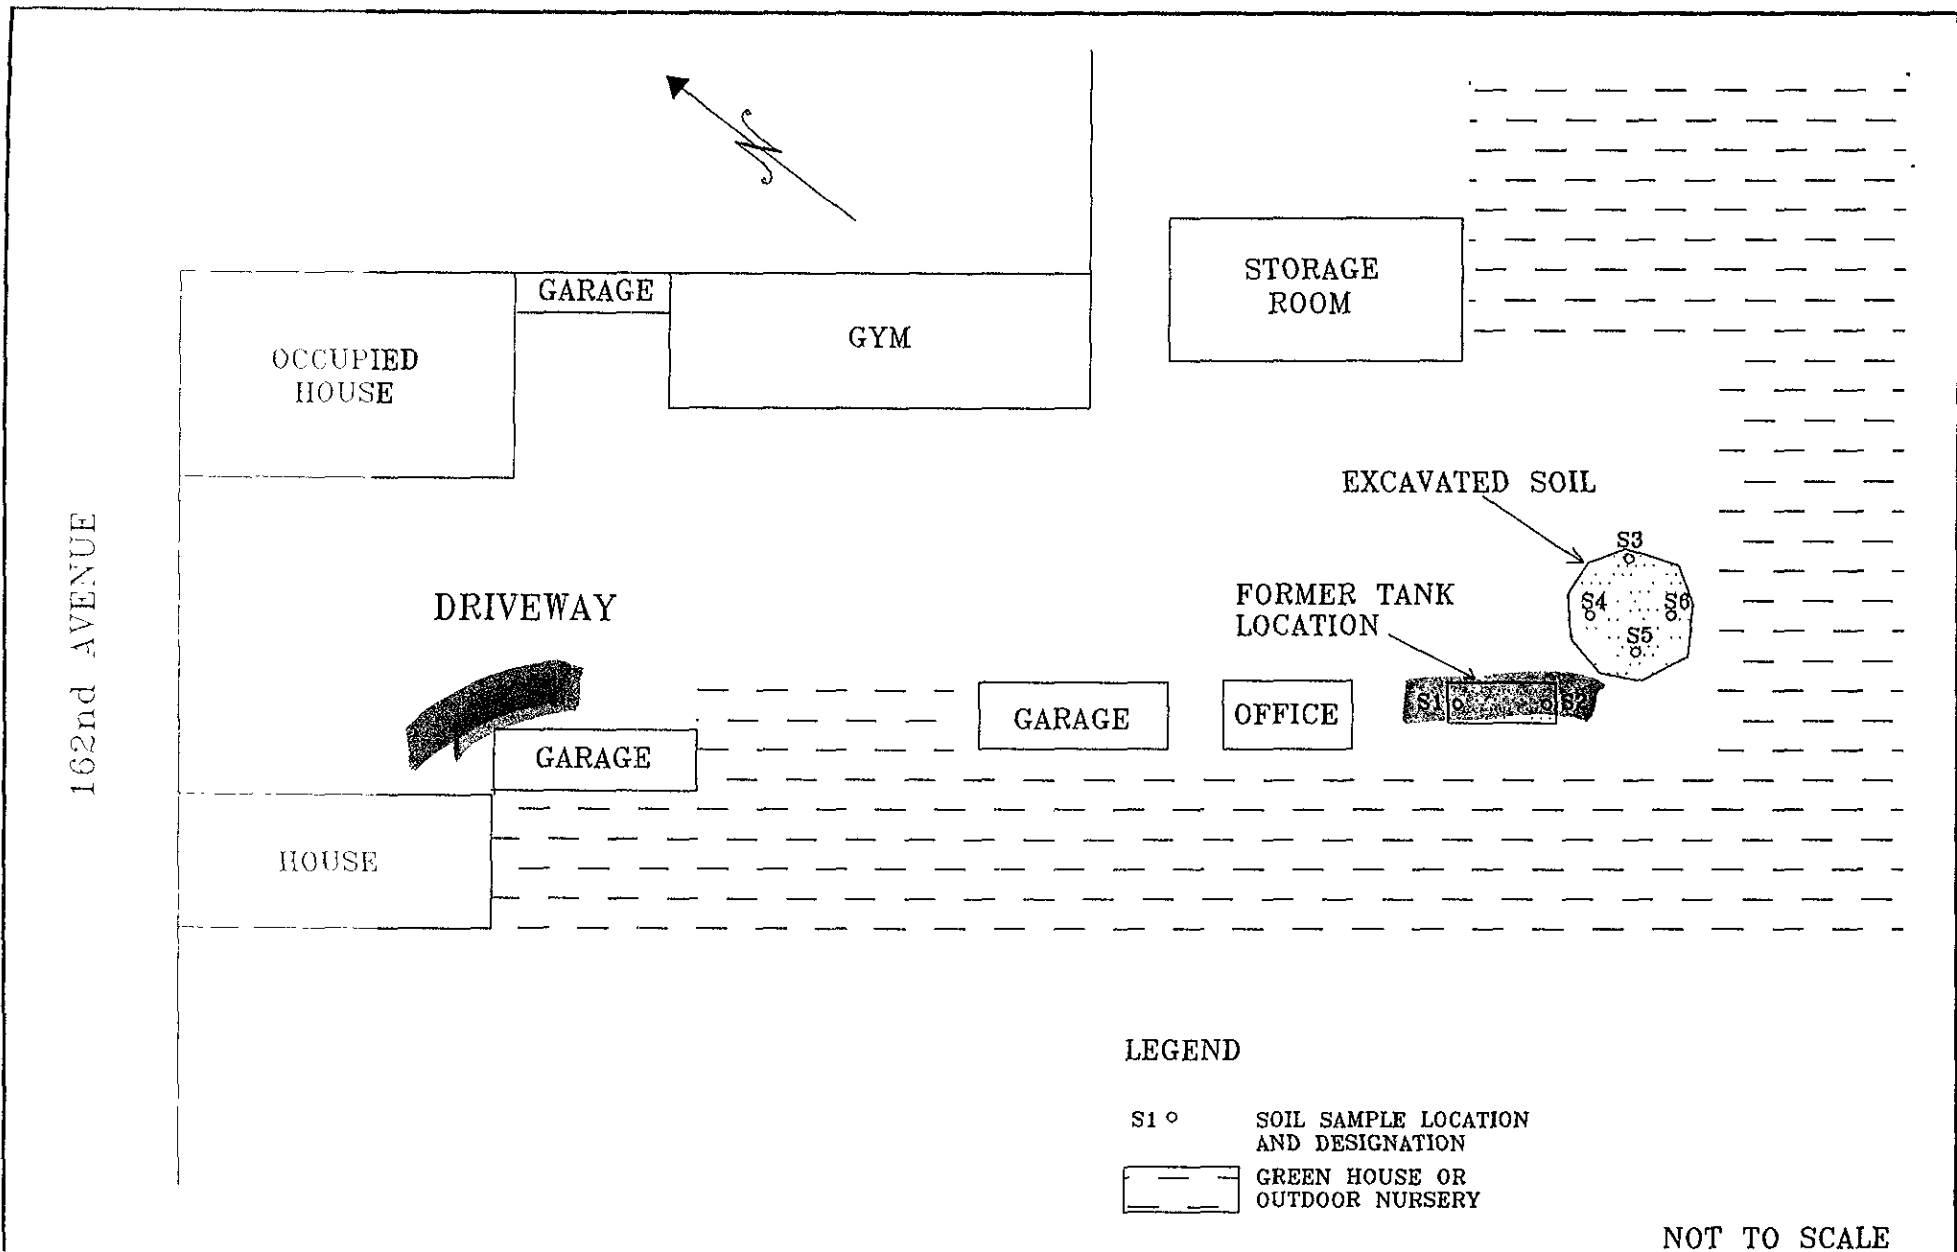 N
STORAGE
ROOM
GARAGE
GYM
OCCUPIED
HOUSE
EXCAVATED SOIL
S3
FORMER TANK
LOCATION
S4
S6
S5
162nd AVENUE
DRIVEWAY
S1
S2
GARAGE
OFFICE
GARAGE
HOUSE
LEGEND
S1
SOIL SAMPLE LOCATION
AND DESIGNATION
GREEN HOUSE OR
OUTDOOR NURSERY
NOT TO SCALE